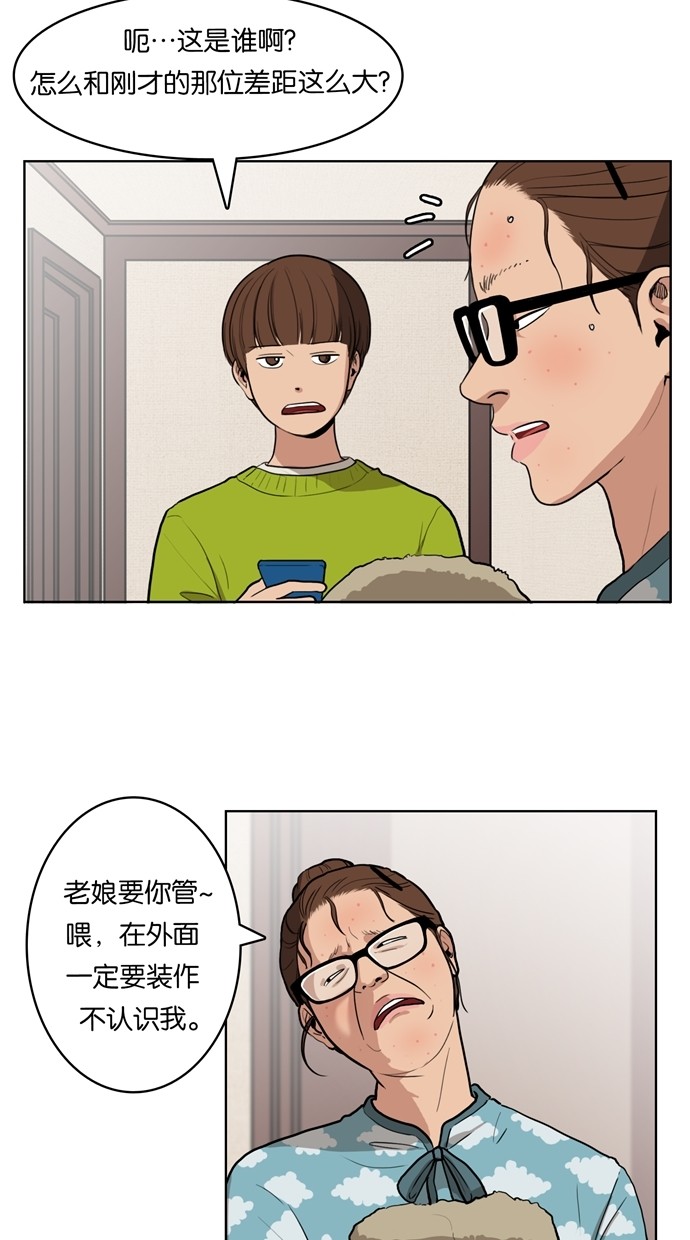 呃…这是谁啊?
怎么和刚才的那位差距这么大?
老娘要你管~
喂，在外面
一定要装作
不认识我。